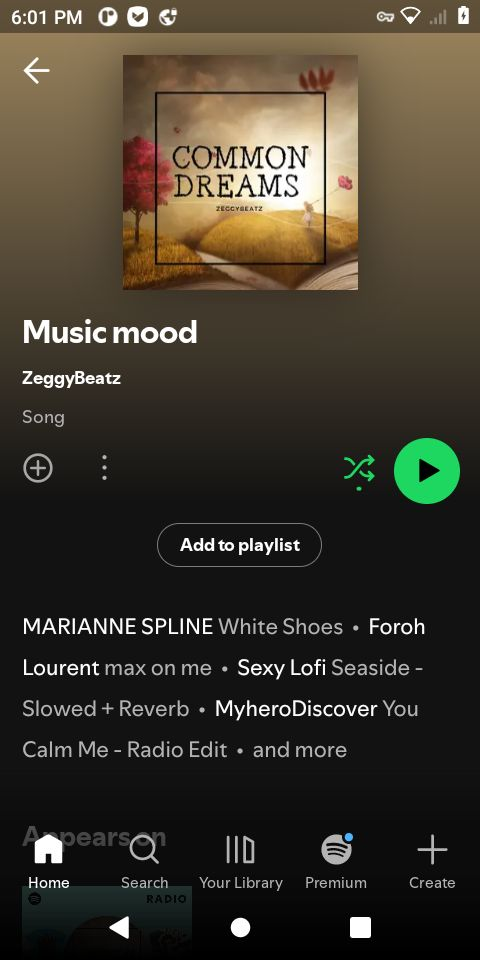 6:01 PM
COMMON
DREAMS
ZEGGYBEATZ
Music mood
ZeggyBeatz
Song
Add to playlist
MARIANNE SPLINE White Shoes • Foroh
Lourent max on me • Sexy Lofi Seaside -
Slowed + Reverb • MyheroDiscover You
Calm Me - Radio Edit • and more
Appears on
Home Search Your Library Premium Create
RADIO